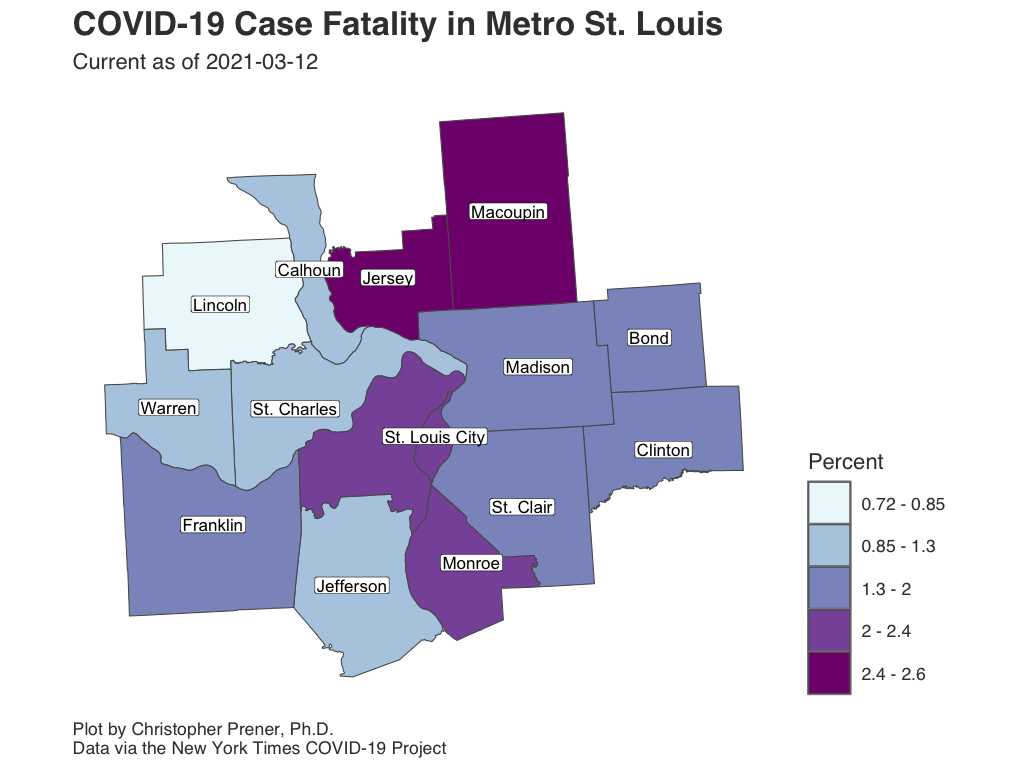 COVID-19 Case Fatality in Metro St. Louis
Current as of 2021-03-12
Macoupin
Calhoun
Jersey
Lincoln
Bond
Madison
Warren
St. Charles
St. Louis City
Clinton
St. Clair
Franklin
Monroe
Jefferson
Percent
0.72 - 0.85
0.85 - 1.3
1.3 - 2
2 - 2.4
2.4 - 2.6
Plot by Christopher Prener, Ph.D.
Data via the New York Times COVID-19 Project